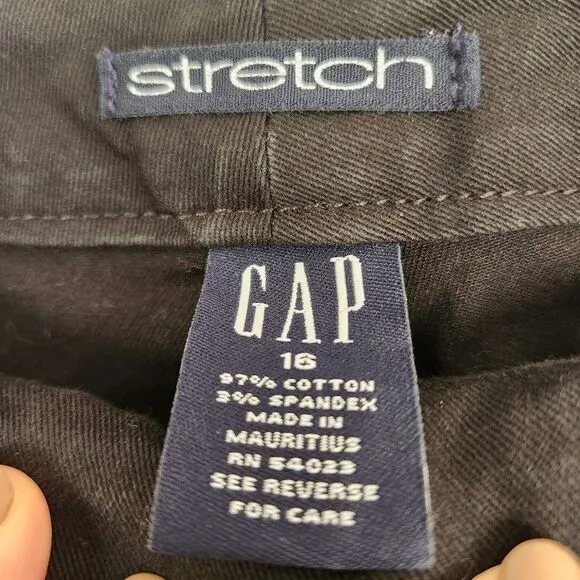 stretch
GAP
16
97% COTTON
3% SPANDEX
MADE IN
MAURITIUS
RN 54023
SEE REVERSE
FOR CARE